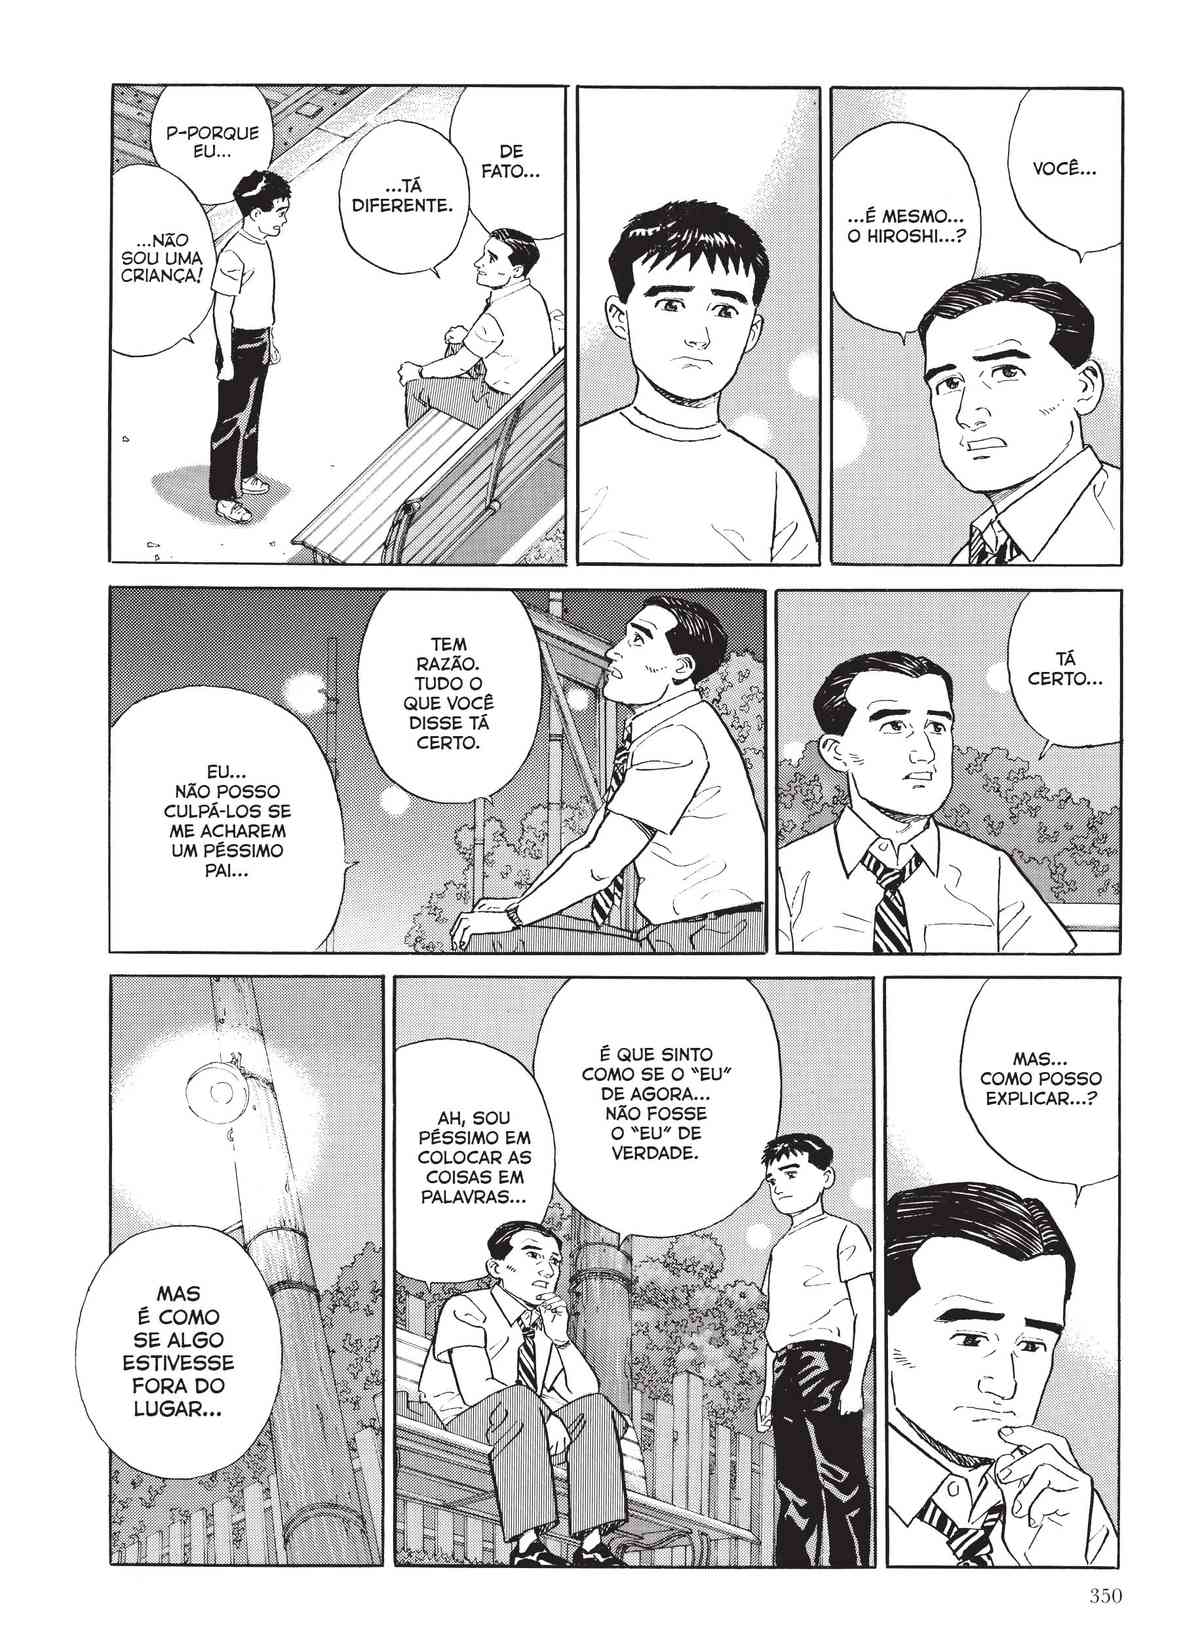 VOCÊ...
...É MESMO...
O HIROSHI...?
DE
FATO...
...TÁ
DIFERENTE.
P-PORQUE
EU...
...NÃO
SOU UMA
CRIANÇA!
TÁ
CERTO...
TEM
RAZÃO.
TUDO O
QUE VOCÊ
DISSE TÁ
CERTO.
EU...
NÃO POSSO
CULPÁ-LOS SE
ME ACHAREM
UM PÉSSIMO
PAI...
MAS...
COMO POSSO
EXPLICAR...?
É QUE SINTO
COMO SE O "EU"
DE AGORA...
NÃO FOSSE
O "EU" DE
VERDADE.
AH, SOU
PÉSSIMO EM
COLOCAR AS
COISAS EM
PALAVRAS...
MAS
É COMO
SE ALGO
ESTIVESSE
FORA DO
LUGAR...
350